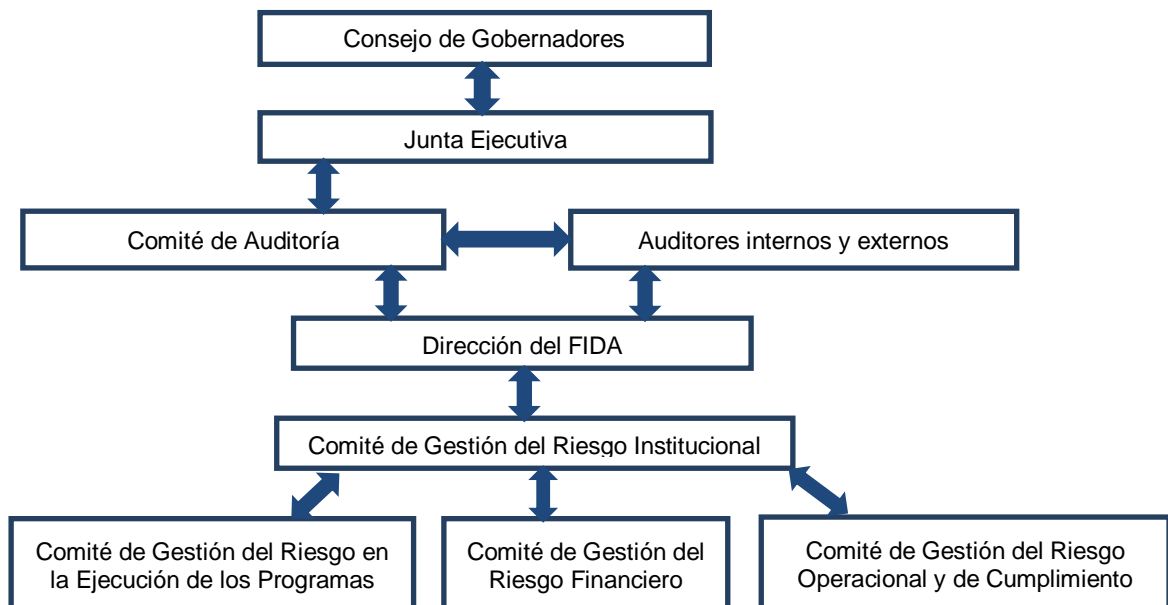 Consejo de Gobernadores
Junta Ejecutiva
Comité de Auditoría
Auditores internos y externos
Dirección del FIDA
Comité de Gestión del Riesgo Institucional
Comité de Gestión del Riesgo en
la Ejecución de los Programas
Comité de Gestión del
Riesgo Financiero
Comité de Gestión del Riesgo
Operacional y de Cumplimiento